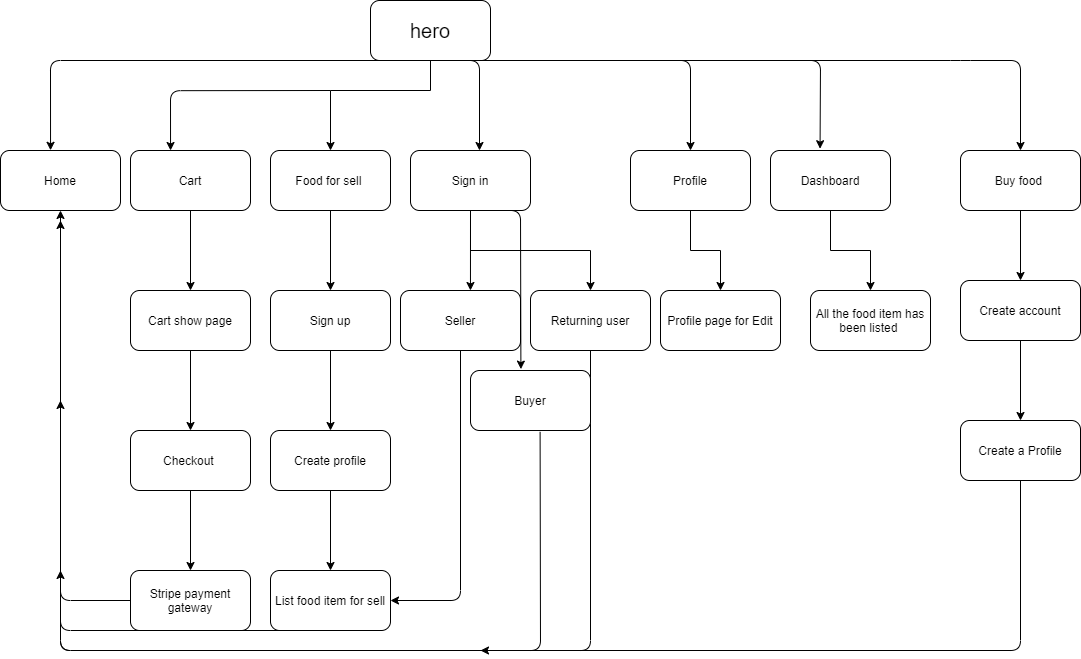 hero
Home
Cart
Food for sell
Sign in
Profile
Dashboard
Buy food
Cart show page
Sign up
Seller
Returning user
Profile page for Edit
All the food item has
been listed
Create account
Buyer
Checkout
Create profile
Create a Profile
Stripe payment
gateway
List food item for sell